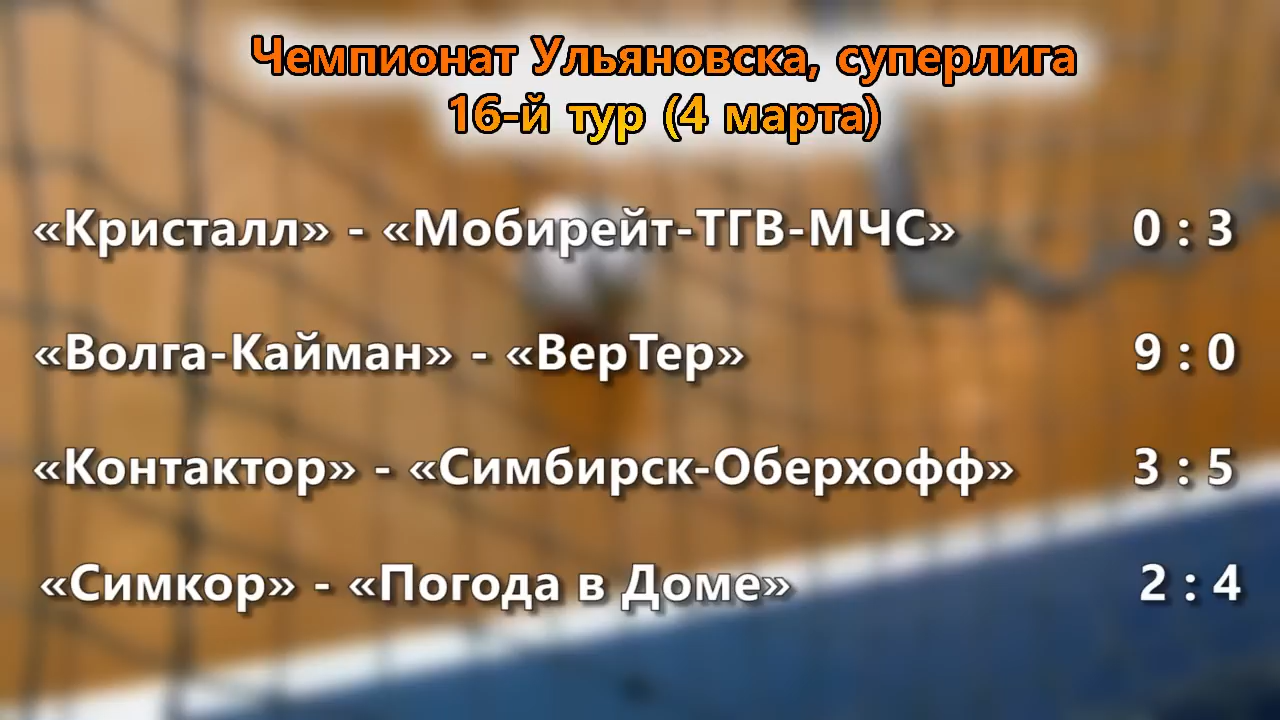 Чемпионат Ульяновска, суперлига
16-й тур (4 марта)
«Кристалл» - «Мобирейт-ТГВ-МЧС» 0 : 3
«Волга-Кайман» - «ВерТер» 9 : 0
«Контактор» - «Симбирск-Оберхофф» 3 : 5
«Симкор» - «Погода в Доме» 2 : 4